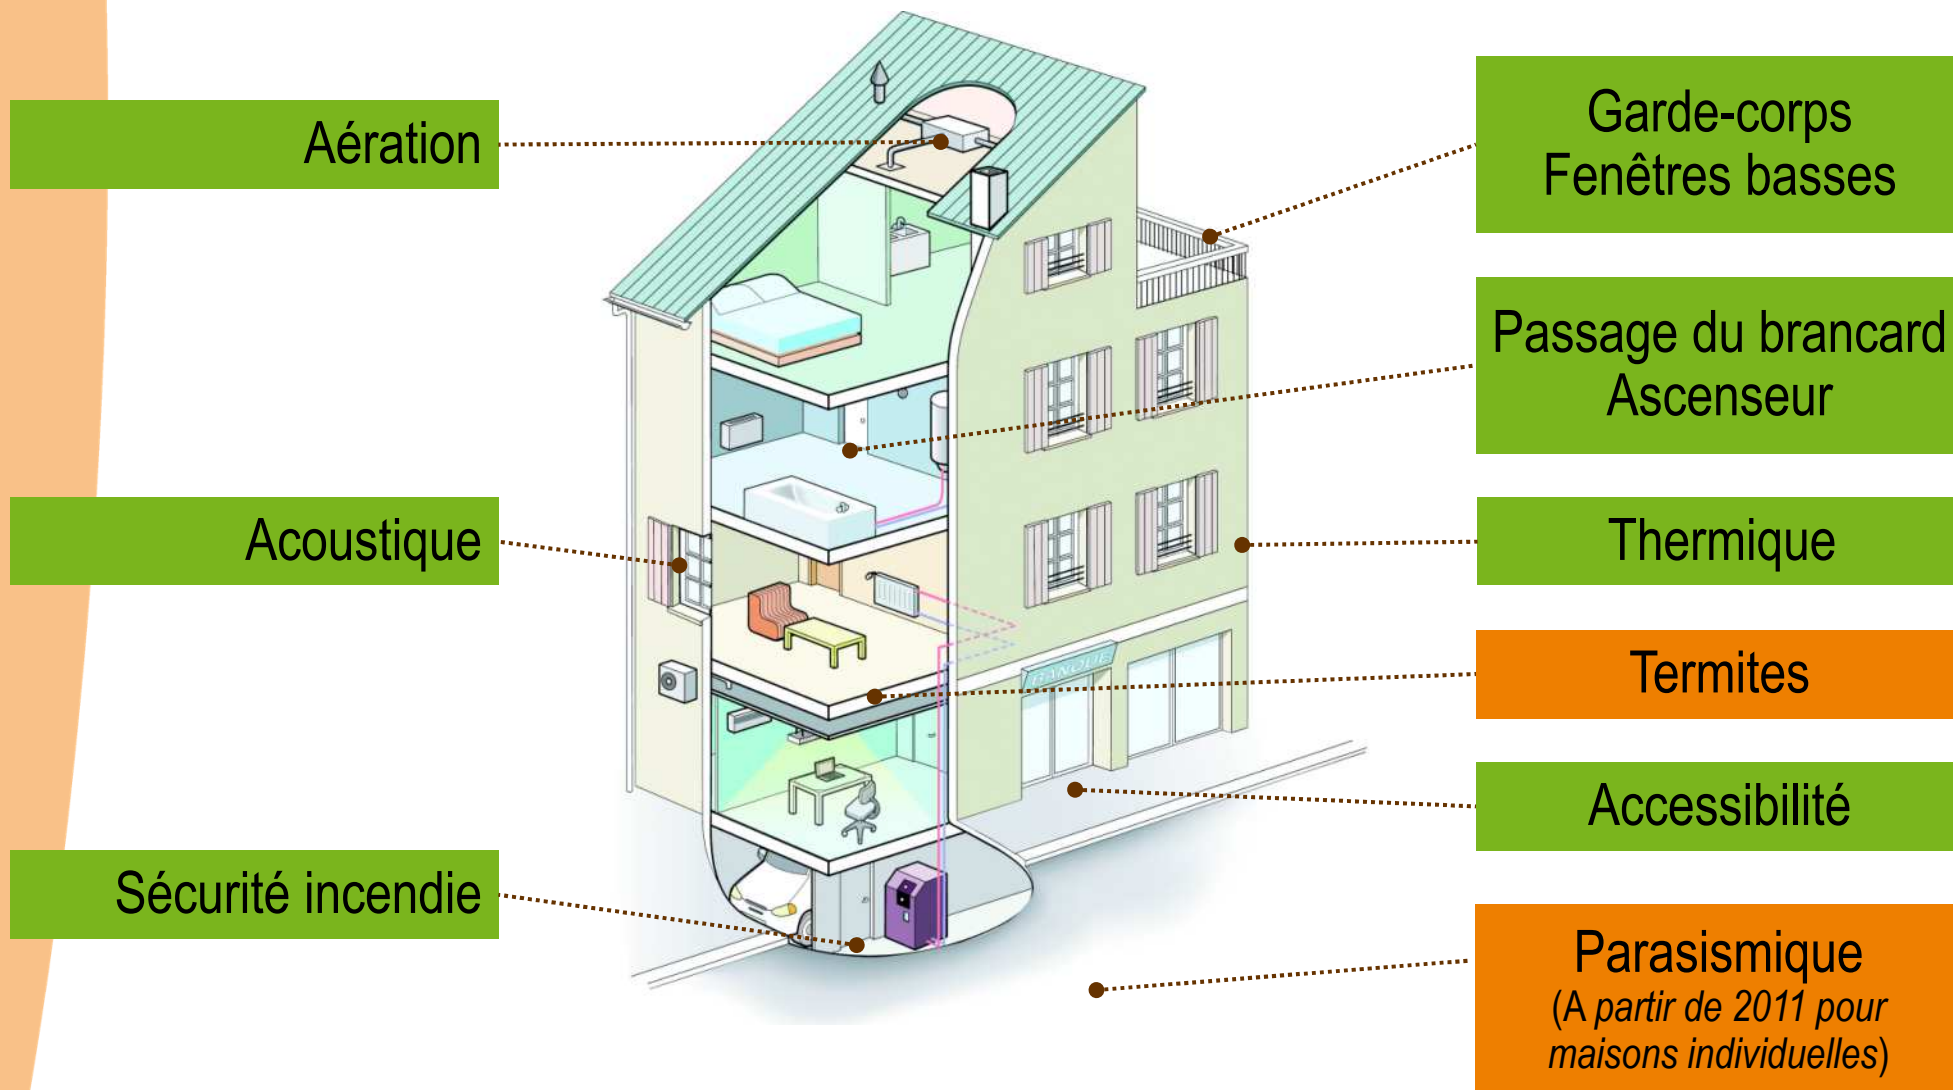 Aération
Acoustique
Sécurité incendie
BANQUE
Garde-corps
Fenêtres basses
Passage du brancard
Ascenseur
Thermique
Termites
Accessibilité
Parasismique
(A partir de 2011 pour
maisons individuelles)